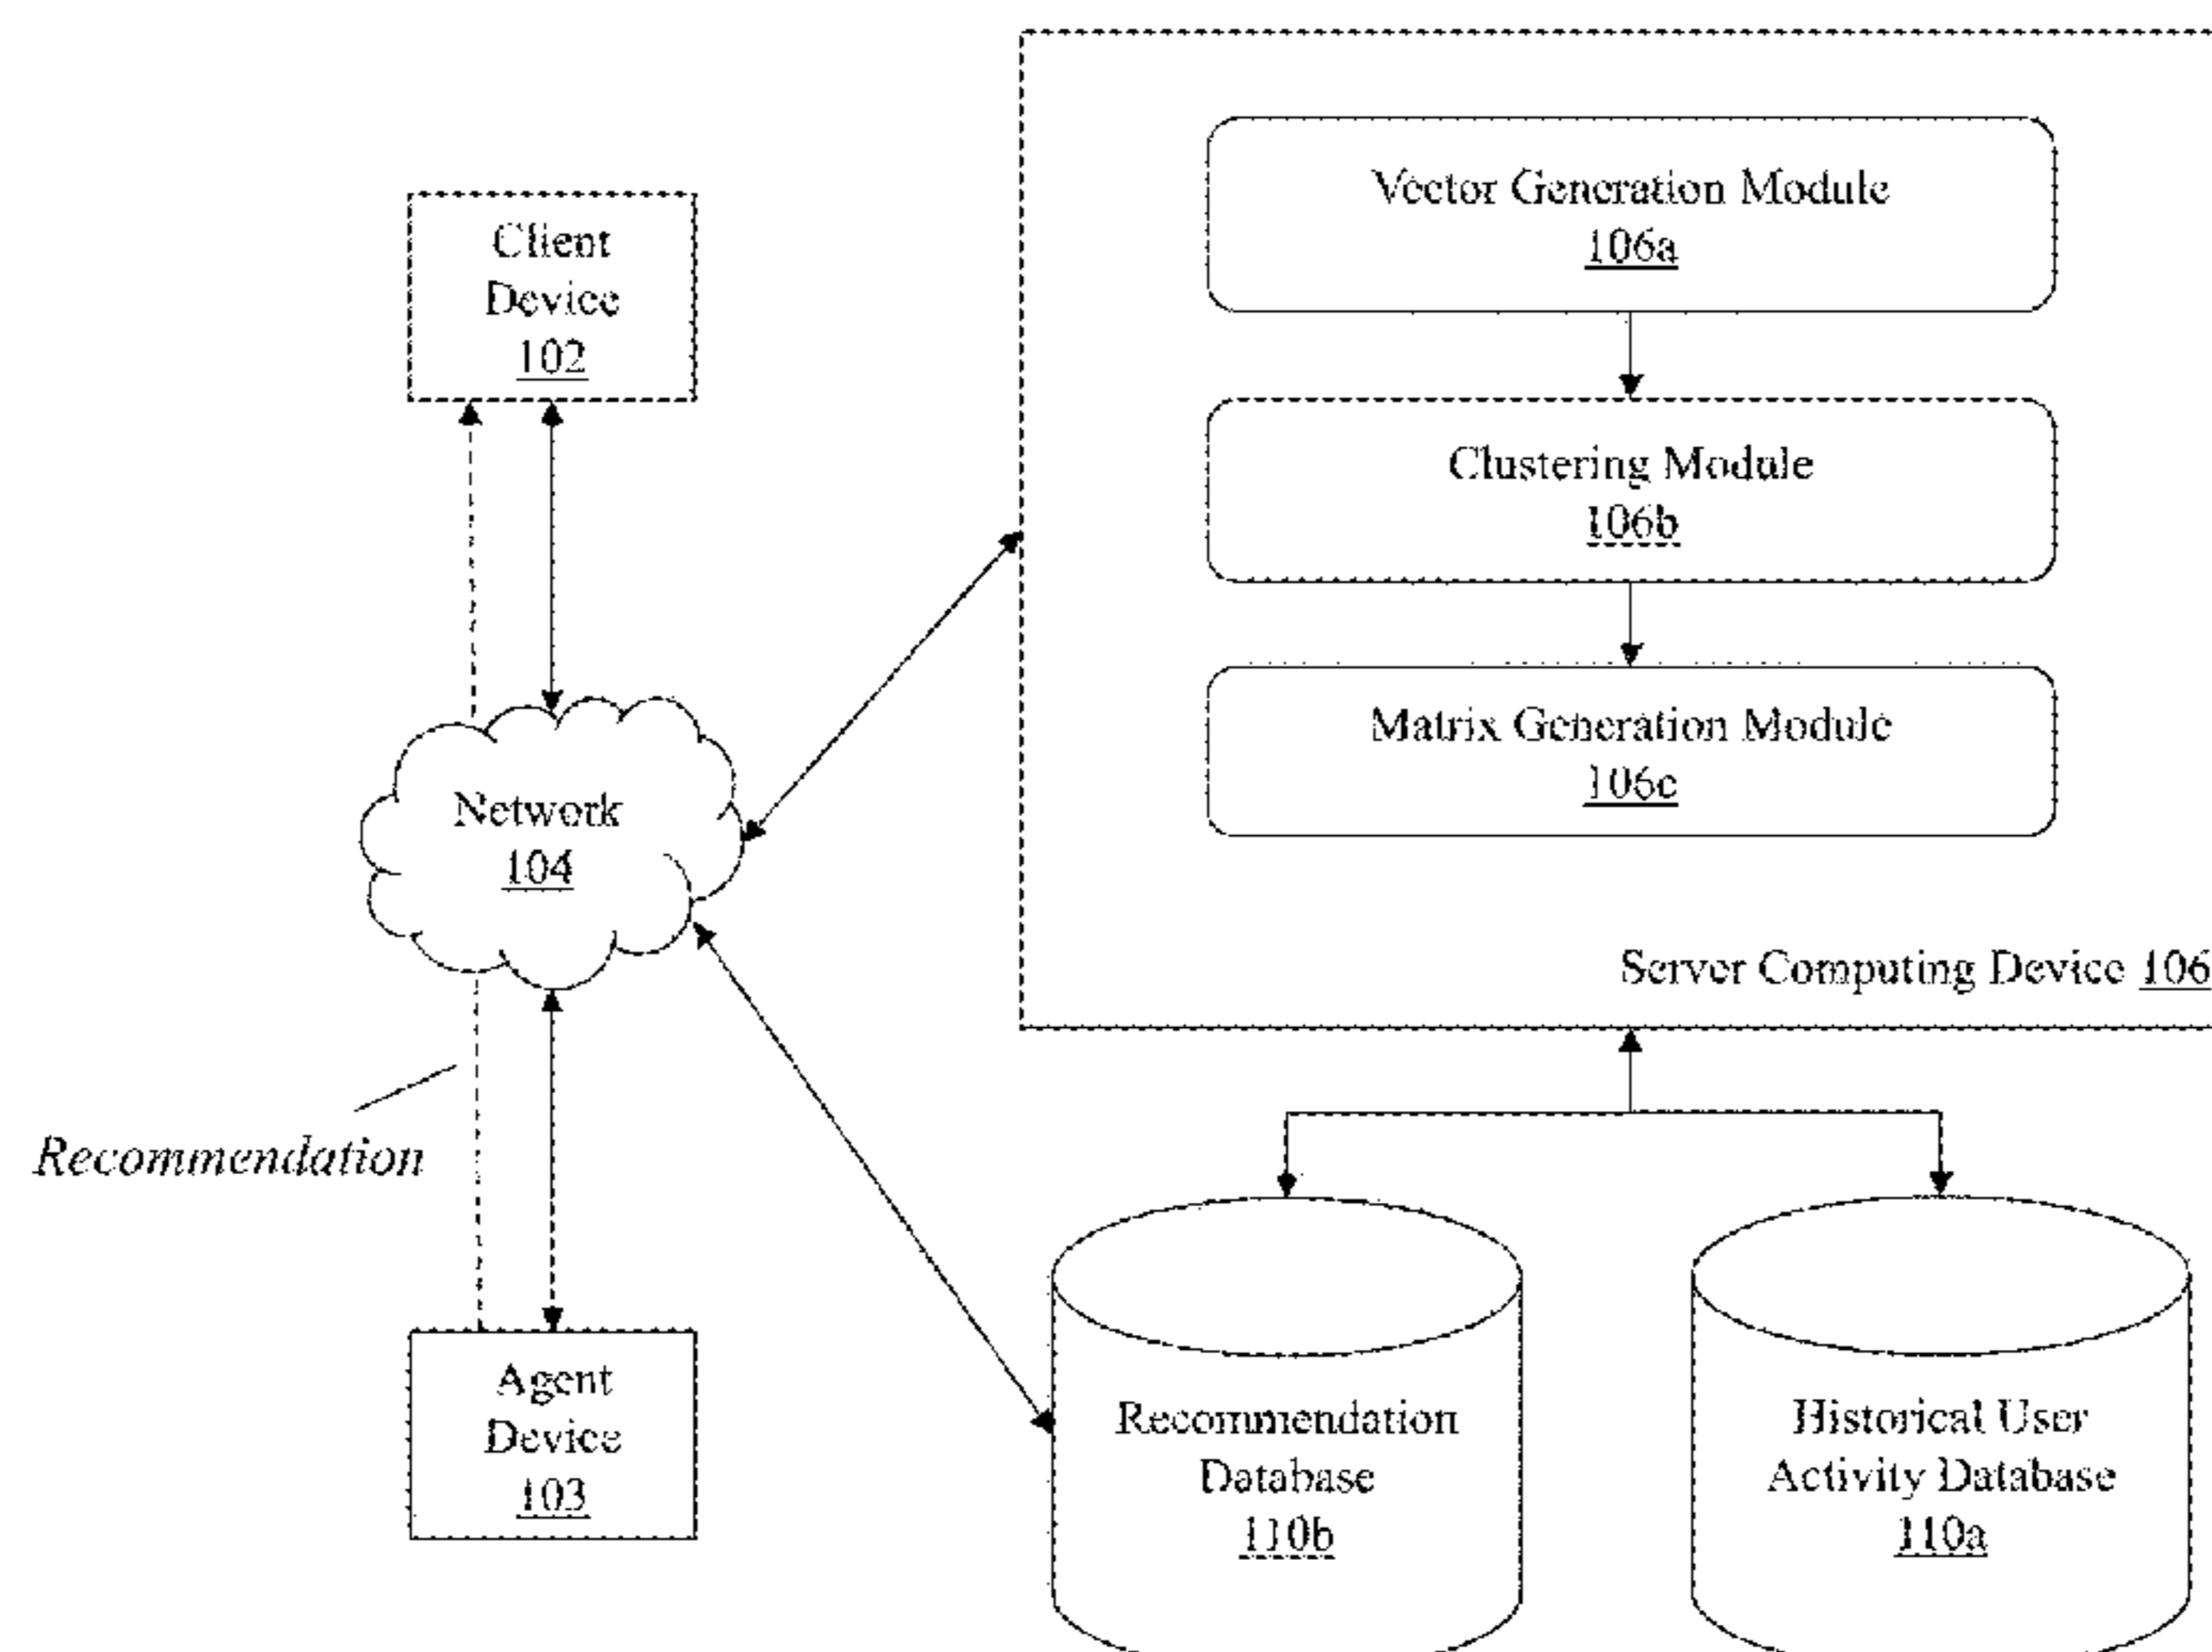 Vector Generation Module
106a
Client
Device
102
Clustering Module
106b
Matrix Generation Module
106c
Network
104
Server Computing Device 106
Recommendation
Agent
Device
103
Recommendation
Database
110b
Historical User
Activity Database
110a